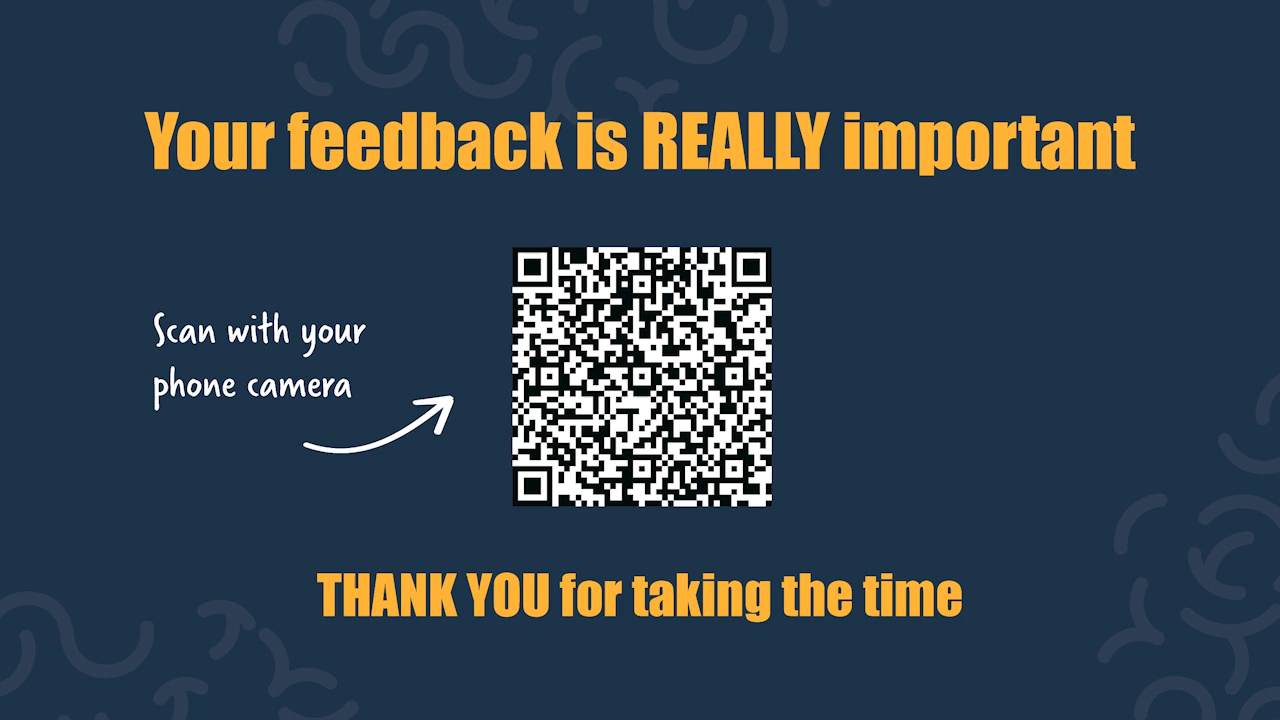 Your feedback is REALLY important
Scan with your
phone camera
THANK YOU for taking the time